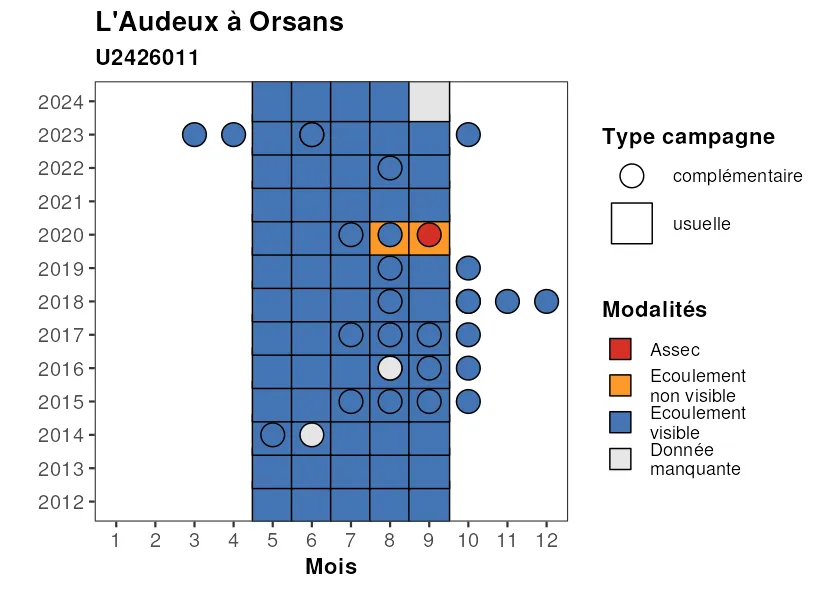 L'Audeux à Orsans
U2426011
2024
2023
2022
2021
2020
2019
2018
2017
2016
2015
2014
2013
2012
1 2 3 4 5 6 7 8 9 10 11 12
Mois
Type campagne
complémentaire
usuelle
Modalités
Assec
Ecoulement
non visible
Ecoulement
visible
Donnée
manquante